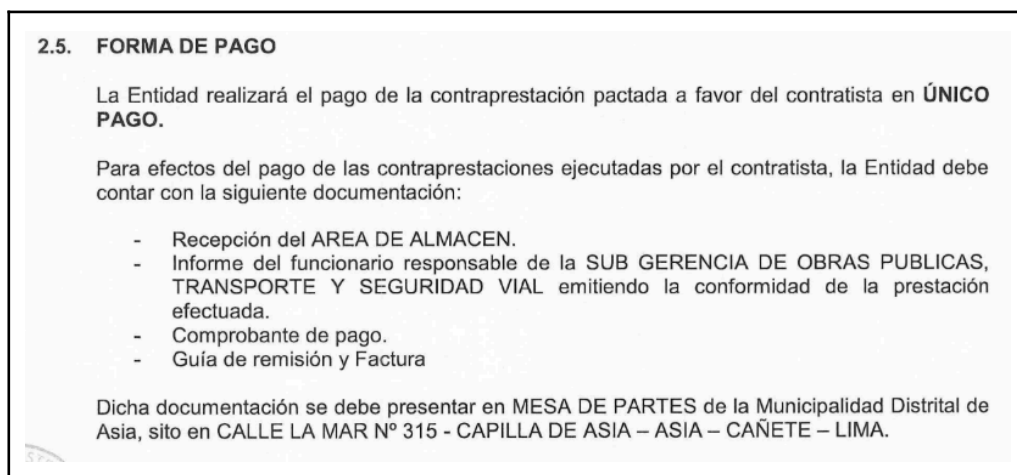 2.5. FORMA DE PAGO
La Entidad realizará el pago de la contraprestación pactada a favor del contratista en ÚNICO
PAGO.
Para efectos del pago de las contraprestaciones ejecutadas por el contratista, la Entidad debe
contar con la siguiente documentación:
- Recepción del AREA DE ALMACEN.
- Informe del funcionario responsable de la SUB GERENCIA DE OBRAS PUBLICAS,
TRANSPORTE Y SEGURIDAD VIAL emitiendo la conformidad de la prestación
efectuada.
- Comprobante de pago.
- Guía de remisión y Factura
Dicha documentación se debe presentar en MESA DE PARTES de la Municipalidad Distrital de
Asia, sito en CALLE LA MAR Nº 315 - CAPILLA DE ASIA – ASIA – CAÑETE – LIMA.